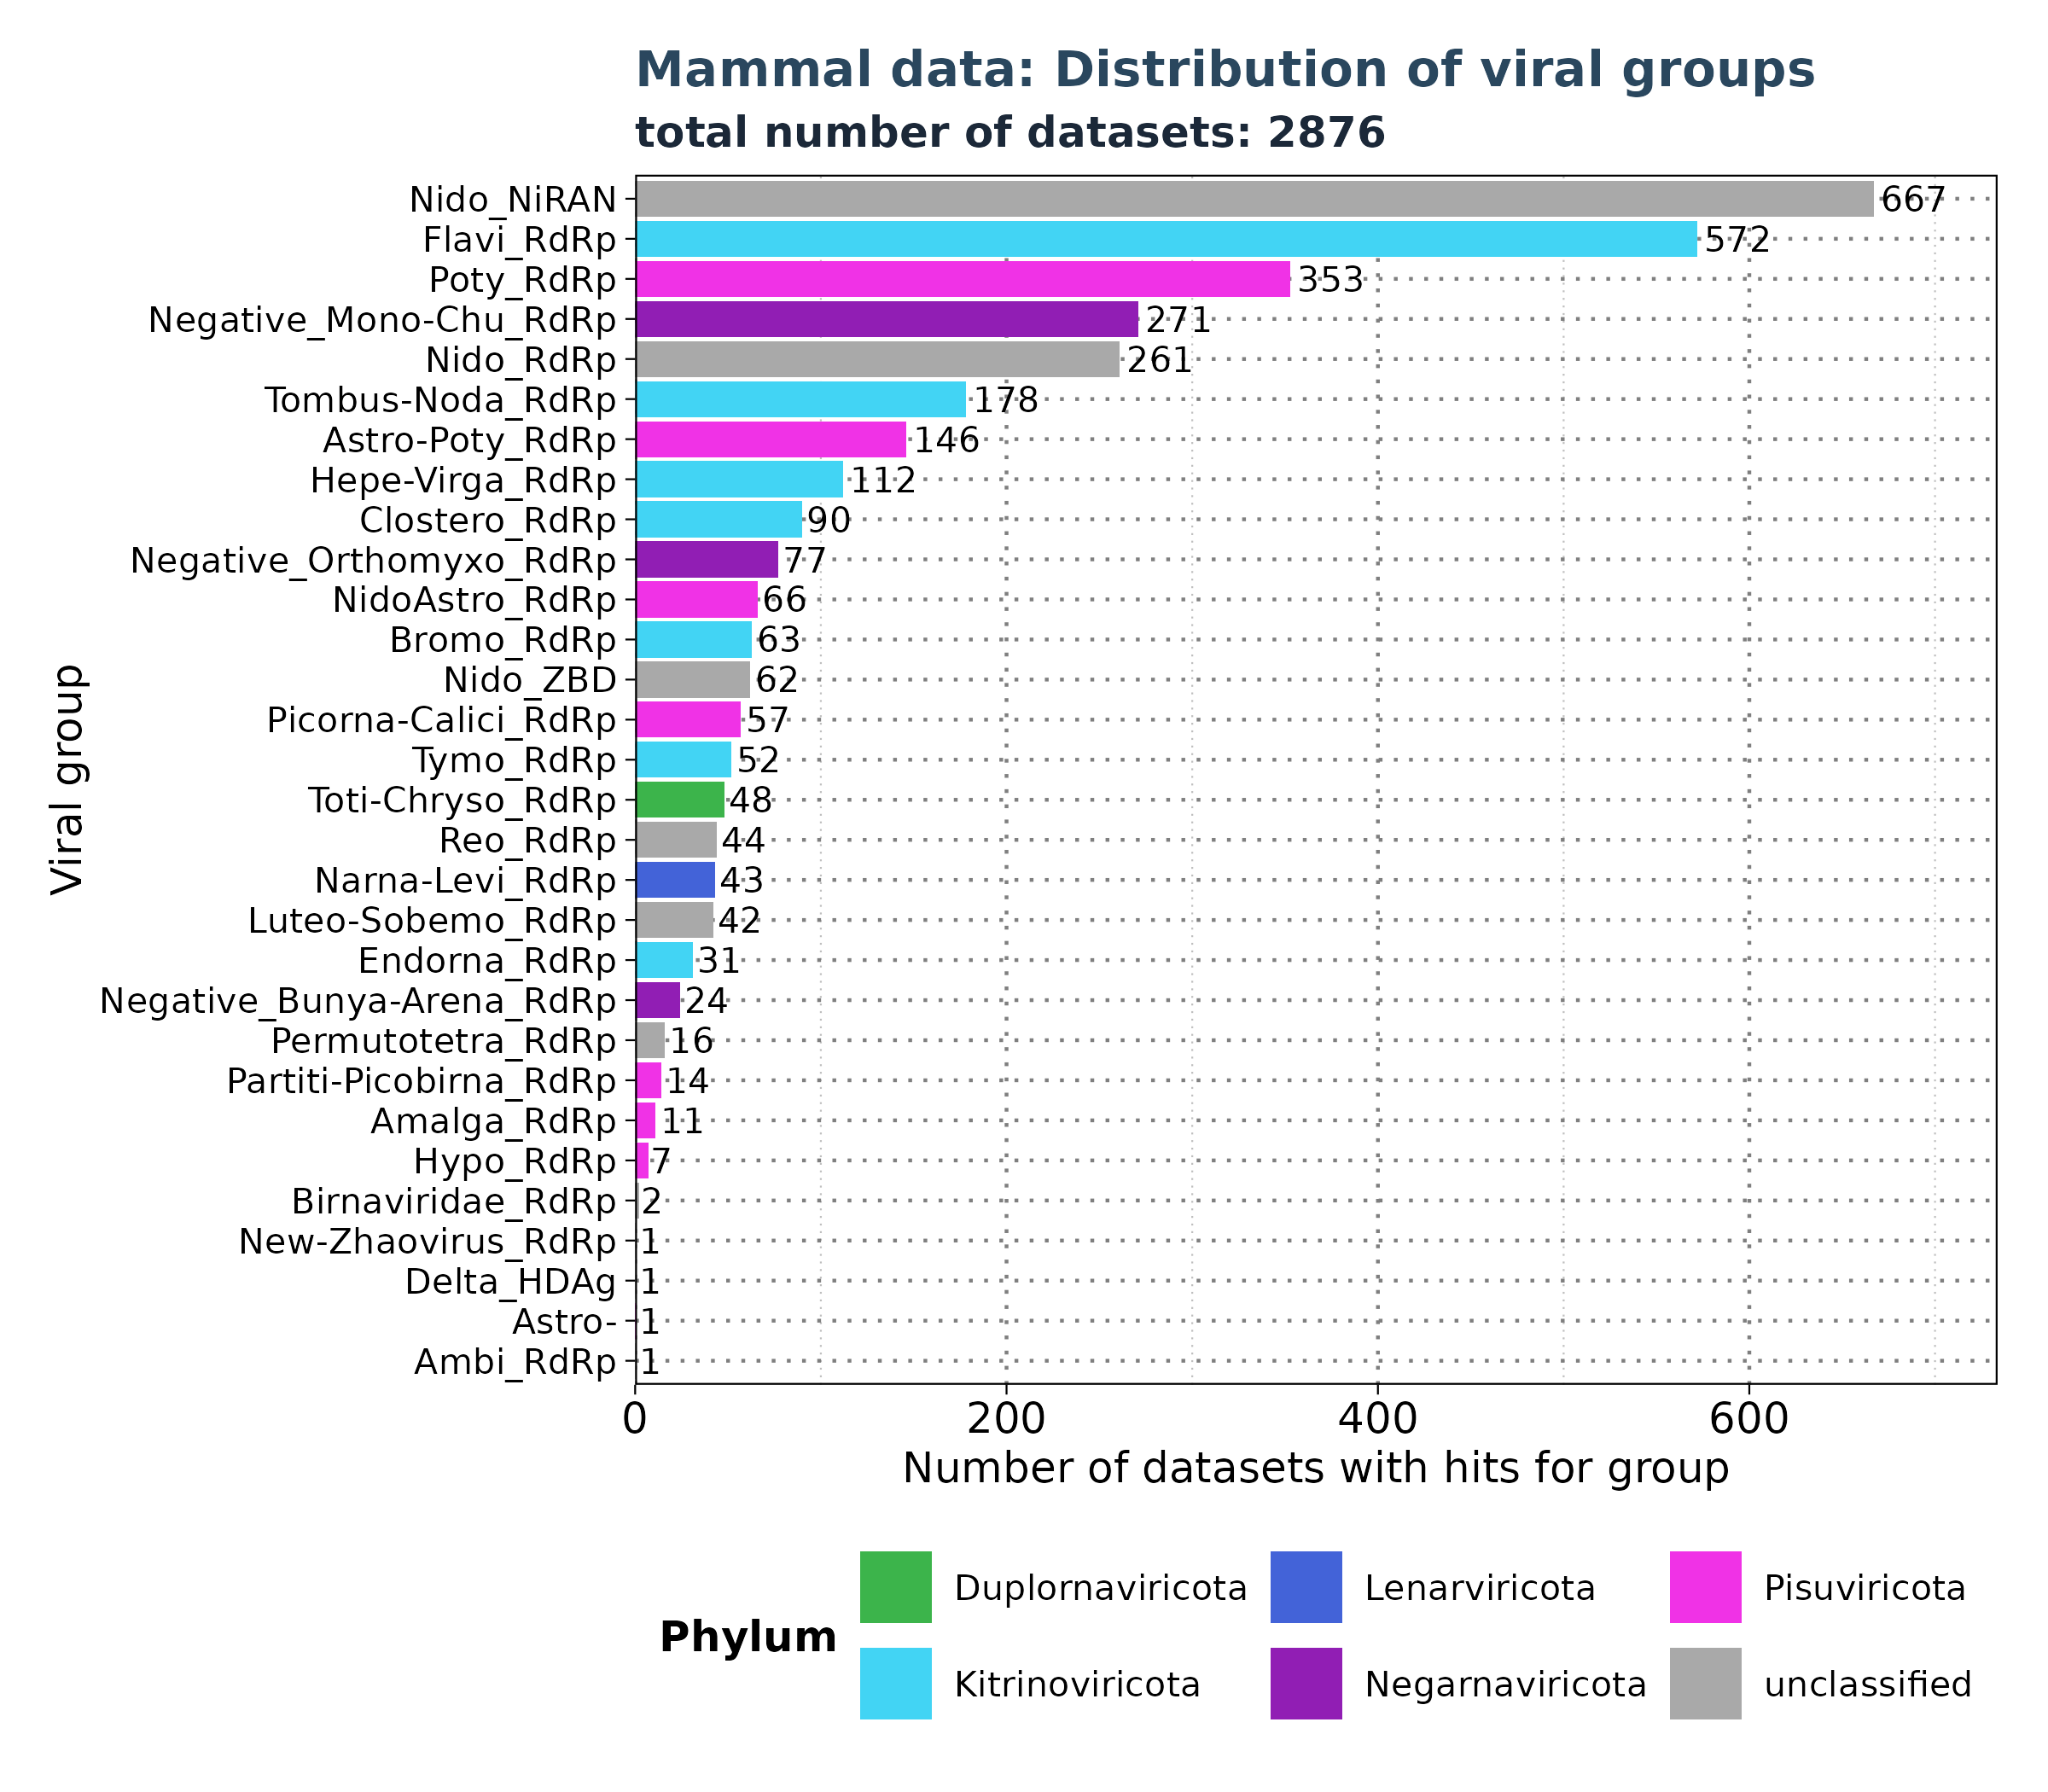 Mammal data: Distribution of viral groups
total number of datasets: 2876
Viral group
Nido_NiRAN 667
Flavi_RdRp 572
Poty_RdRp 353
Negative_Mono-Chu_RdRp 271
Nido_RdRp 261
Tombus-Noda_RdRp 178
Astro-Poty_RdRp 146
Hepe-Virga_RdRp 112
Clostero_RdRp 90
Negative_Orthomyxo_RdRp 77
NidoAstro_RdRp 66
Bromo_RdRp 63
Nido_ZBD 62
Picorna-Calici_RdRp 57
Tymo_RdRp 52
Toti-Chryso_RdRp 48
Reo_RdRp 44
Narna-Levi_RdRp 43
Luteo-Sobemo_RdRp 42
Endorna_RdRp 31
Negative_Bunya-Arena_RdRp 24
Permutotetra_RdRp 16
Partiti-Picobirna_RdRp 14
Amalga_RdRp 11
Hypo_RdRp 7
Birnaviridae_RdRp 2
New-Zhaovirus_RdRp 1
Delta_HDAg 1
Astro- 1
Ambi_RdRp 1
0 200 400 600
Number of datasets with hits for group
Phylum
Duplornaviricota Lenarviricota Pisuviricota
Kitrinoviricota Negarnaviricota unclassified